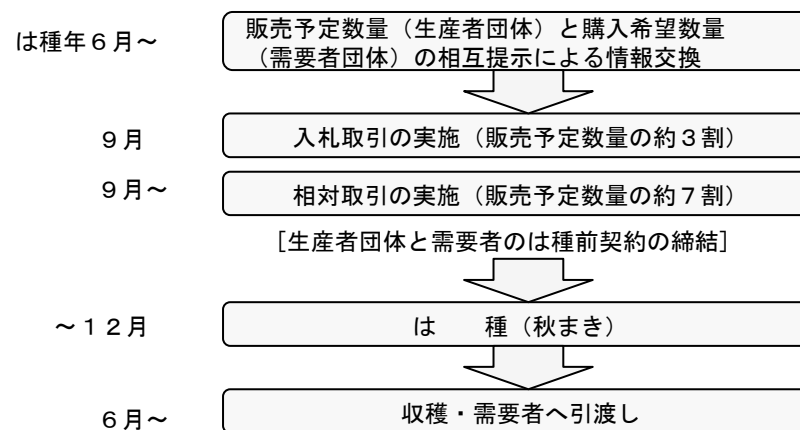 は種年６月～
販売予定数量（生産者団体）と購入希望数量
（需要者団体）の相互提示による情報交換
９月
入札取引の実施（販売予定数量の約３割）
９月～
相対取引の実施（販売予定数量の約７割）
［生産者団体と需要者のは種前契約の締結］
～１２月
は　　種（秋まき）
６月～
収穫・需要者へ引渡し